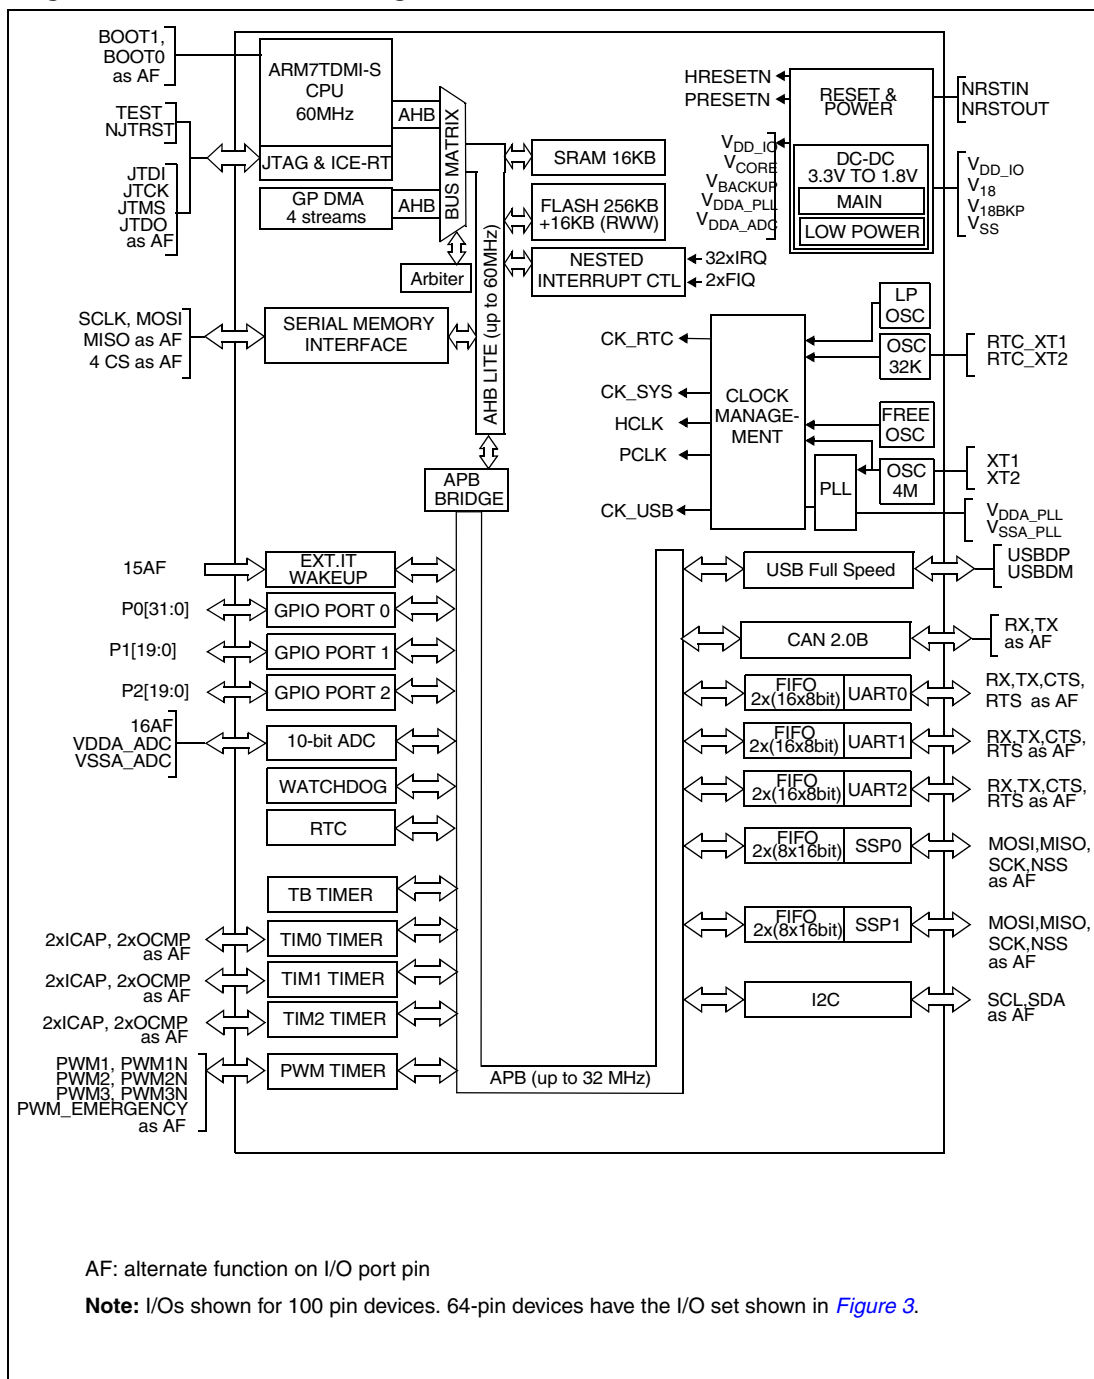 BOOT1,
BOOT0
as AF
TEST
NJTRST
JTDI
JTCK
JTMS
JTDO
as AF
ARM7TDMI-S
CPU
60MHz
JTAG & ICE-RT
GP DMA
4 streams
AHB
AHB
BUS MATRIX
Arbiter
SRAM 16KB
FLASH 256KB
+16KB (RWW)
NESTED
INTERRUPT CTL
32xIRQ
2xFIQ
AHB LITE (up to 60MHz)
HRESETN
PRESETN
RESET &
POWER
VDD_IO
VCORE
VBACKUP
VDDA_PLL
VDDA_ADC
DC-DC
3.3V TO 1.8V
MAIN
LOW POWER
NRSTIN
NRSTOUT
VDD_IO
V18
V18BKP
VSS
SCLK, MOSI
MISO as AF
4 CS as AF
SERIAL MEMORY
INTERFACE
CK_RTC
CK_SYS
HCLK
PCLK
CK_USB
CLOCK
MANAGE-
MENT
LP
OSC
OSC
32K
FREE
OSC
OSC
4M
PLL
RTC_XT1
RTC_XT2
XT1
XT2
VDDA_PLL
VSSA_PLL
APB
BRIDGE
15AF
EXT.IT
WAKEUP
P0[31:0]
GPIO PORT 0
P1[19:0]
GPIO PORT 1
P2[19:0]
GPIO PORT 2
16AF
VDDA_ADC
VSSA_ADC
10-bit ADC
WATCHDOG
RTC
TB TIMER
2xICAP, 2xOCMP
as AF
TIM0 TIMER
2xICAP, 2xOCMP
as AF
TIM1 TIMER
2xICAP, 2xOCMP
as AF
TIM2 TIMER
PWM1, PWM1N
PWM2, PWM2N
PWM3, PWM3N
PWM_EMERGENCY
as AF
PWM TIMER
APB (up to 32 MHz)
USB Full Speed
USBDP
USBDM
CAN 2.0B
RX,TX
as AF
FIFO
2x(16x8bit)
UART0
RX,TX,CTS,
RTS as AF
FIFO
2x(16x8bit)
UART1
RX,TX,CTS,
RTS as AF
FIFO
2x(16x8bit)
UART2
RX,TX,CTS,
RTS as AF
FIFO
2x(8x16bit)
SSP0
MOSI,MISO,
SCK,NSS
as AF
FIFO
2x(8x16bit)
SSP1
MOSI,MISO,
SCK,NSS
as AF
I2C
SCL,SDA
as AF
AF: alternate function on I/O port pin
Note: I/Os shown for 100 pin devices. 64-pin devices have the I/O set shown in Figure 3.